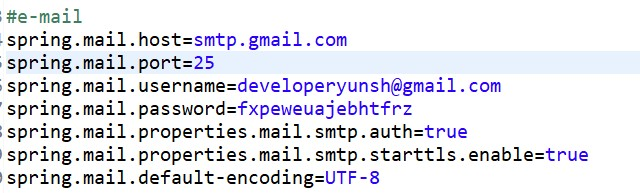 #e-mail
spring.mail.host=smtp.gmail.com
spring.mail.port=25
spring.mail.username=developeryunsh@gmail.com
spring.mail.password=fxpeweuajebhtfrz
spring.mail.properties.mail.smtp.auth=true
spring.mail.properties.mail.smtp.starttls.enable=true
spring.mail.default-encoding=UTF-8